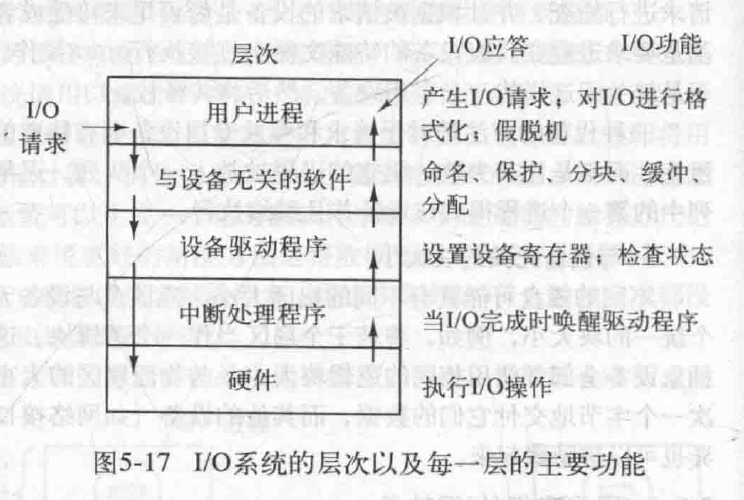 层次
I/O应答
I/O功能
I/O
请求
用户进程
产生I/O请求；对I/O进行格
式化；假脱机
与设备无关的软件
命名、保护、分块、缓冲、
分配
设备驱动程序
设置设备寄存器；检查状态
中断处理程序
当I/O完成时唤醒驱动程序
硬件
执行I/O操作
图5-17 I/O系统的层次以及每一层的主要功能